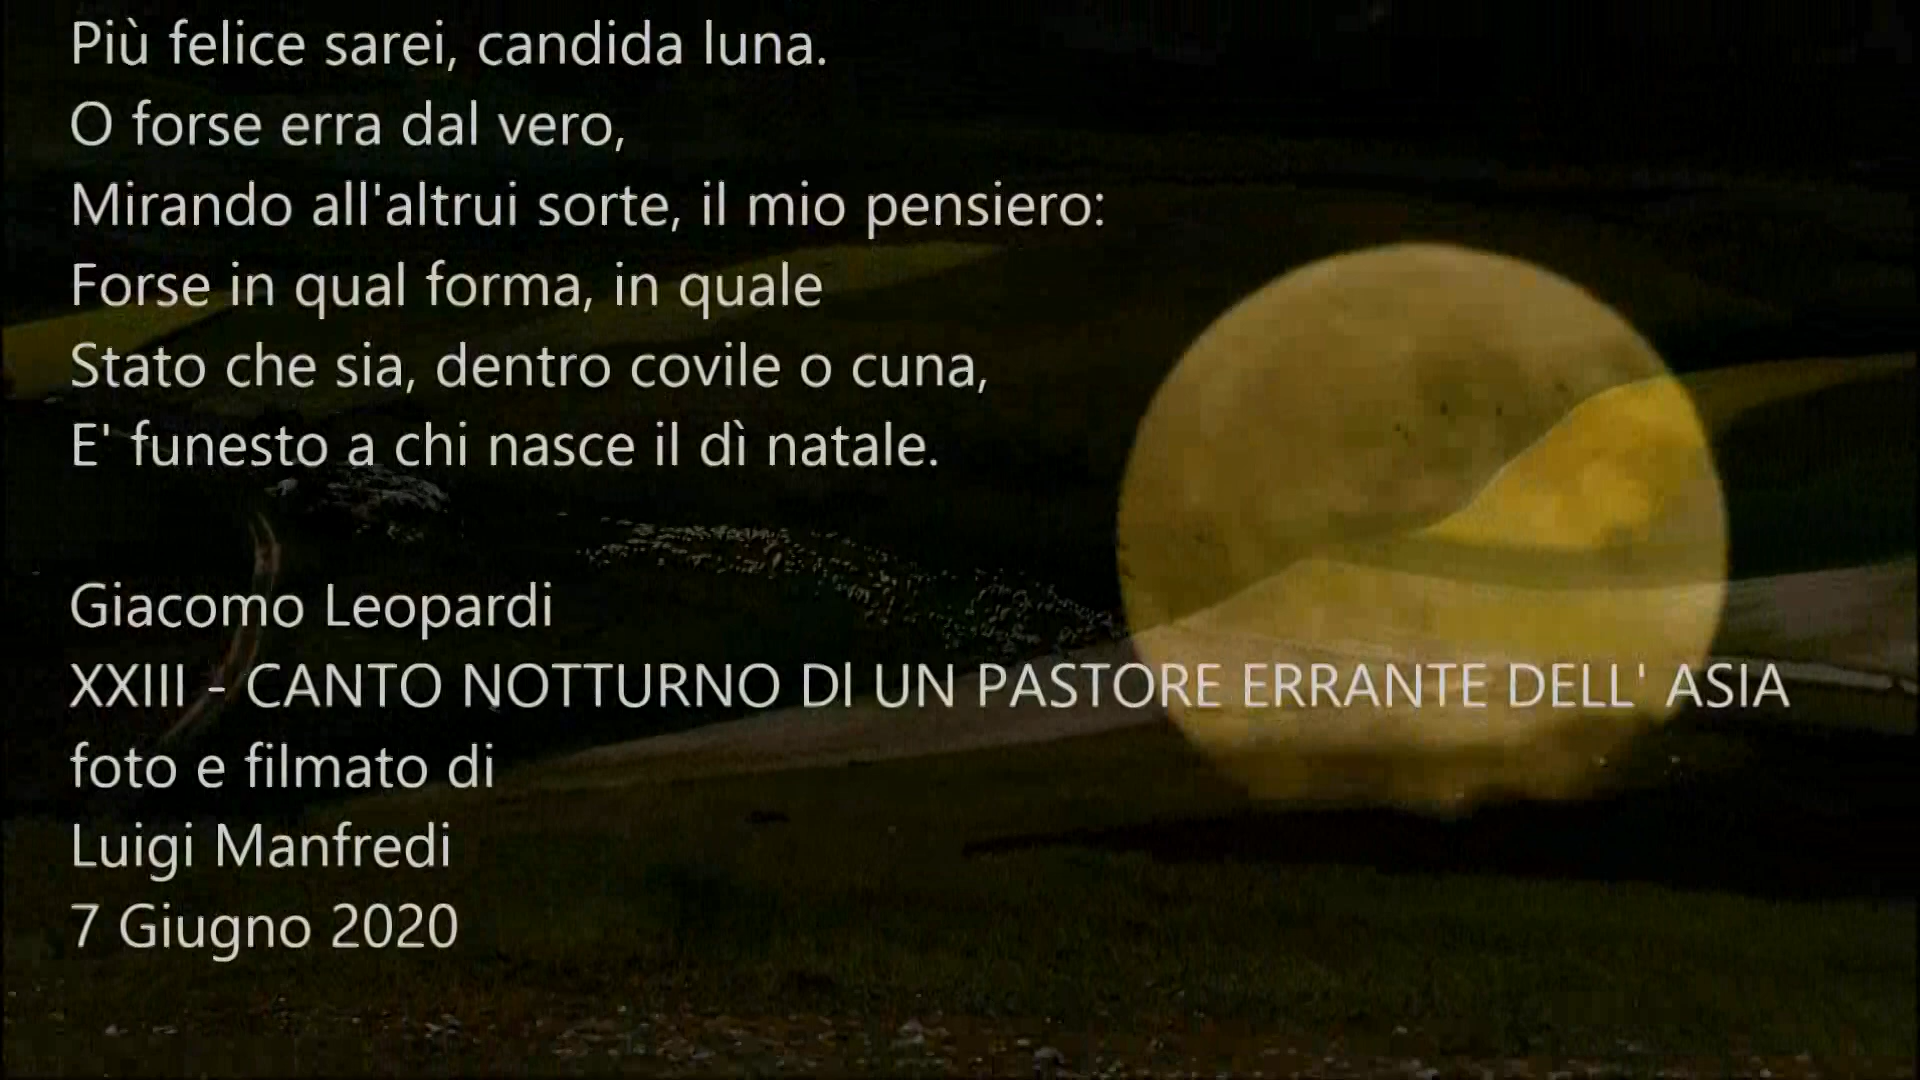 Più felice sarei, candida luna.
O forse erra dal vero,
Mirando all'altrui sorte, il mio pensiero:
Forse in qual forma, in quale
Stato che sia, dentro covile o cuna,
E' funesto a chi nasce il dì natale.
Giacomo Leopardi
XXIII - CANTO NOTTURNO DI UN PASTORE ERRANTE DELL' ASIA
foto e filmato di
Luigi Manfredi
7 Giugno 2020